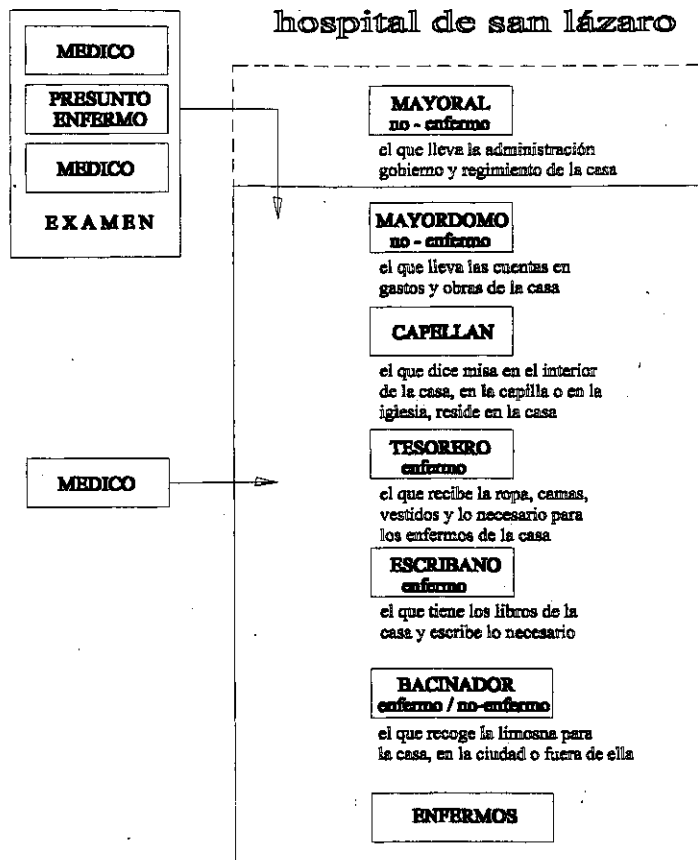 hospital de san lázaro
MEDICO
PRESUNTO
ENFERMO
MEDICO
EXAMEN
MAYORAL
no - enfermo
el que lleva la administración
gobierno y regimiento de la casa
MAYORDOMO
no - enfermo
el que lleva las cuentas en
gastos y obras de la casa
CAPELLAN
el que dice misa en el interior
de la casa, en la capilla o en la
iglesia, reside en la casa
MEDICO
TESORERO
enfermo
el que recibe la ropa, camas,
vestidos y lo necesario para
los enfermos de la casa
ESCRIBANO
enfermo
el que tiene los libros de la
casa y escribe lo necesario
BACINADOR
enfermo / no-enfermo
el que recoge la limosna para
la casa, en la ciudad o fuera de ella
ENFERMOS